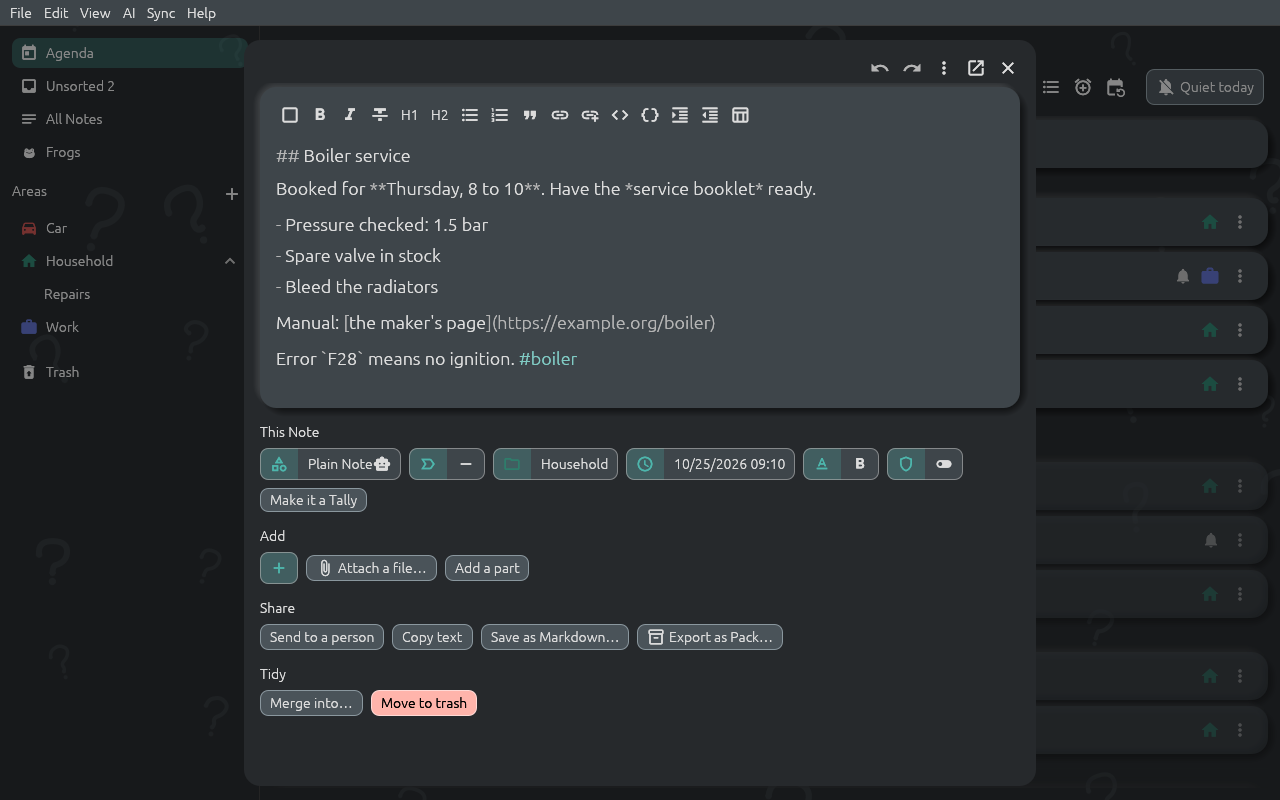 File Edit View AI Sync Help
Agenda
Unsorted 2
All Notes
Frogs
Areas
Car
Household
Repairs
Work
Trash
Quiet today
B I S H1 H2
## Boiler service
Booked for **Thursday, 8 to 10**. Have the *service booklet* ready.
- Pressure checked: 1.5 bar
- Spare valve in stock
- Bleed the radiators
Manual: [the maker's page](https://example.org/boiler)
Error `F28` means no ignition. #boiler
This Note
Plain Note
Household
10/25/2026 09:10
A B
Make it a Tally
Add
Attach a file…
Add a part
Share
Send to a person
Copy text
Save as Markdown…
Export as Pack…
Tidy
Merge into…
Move to trash